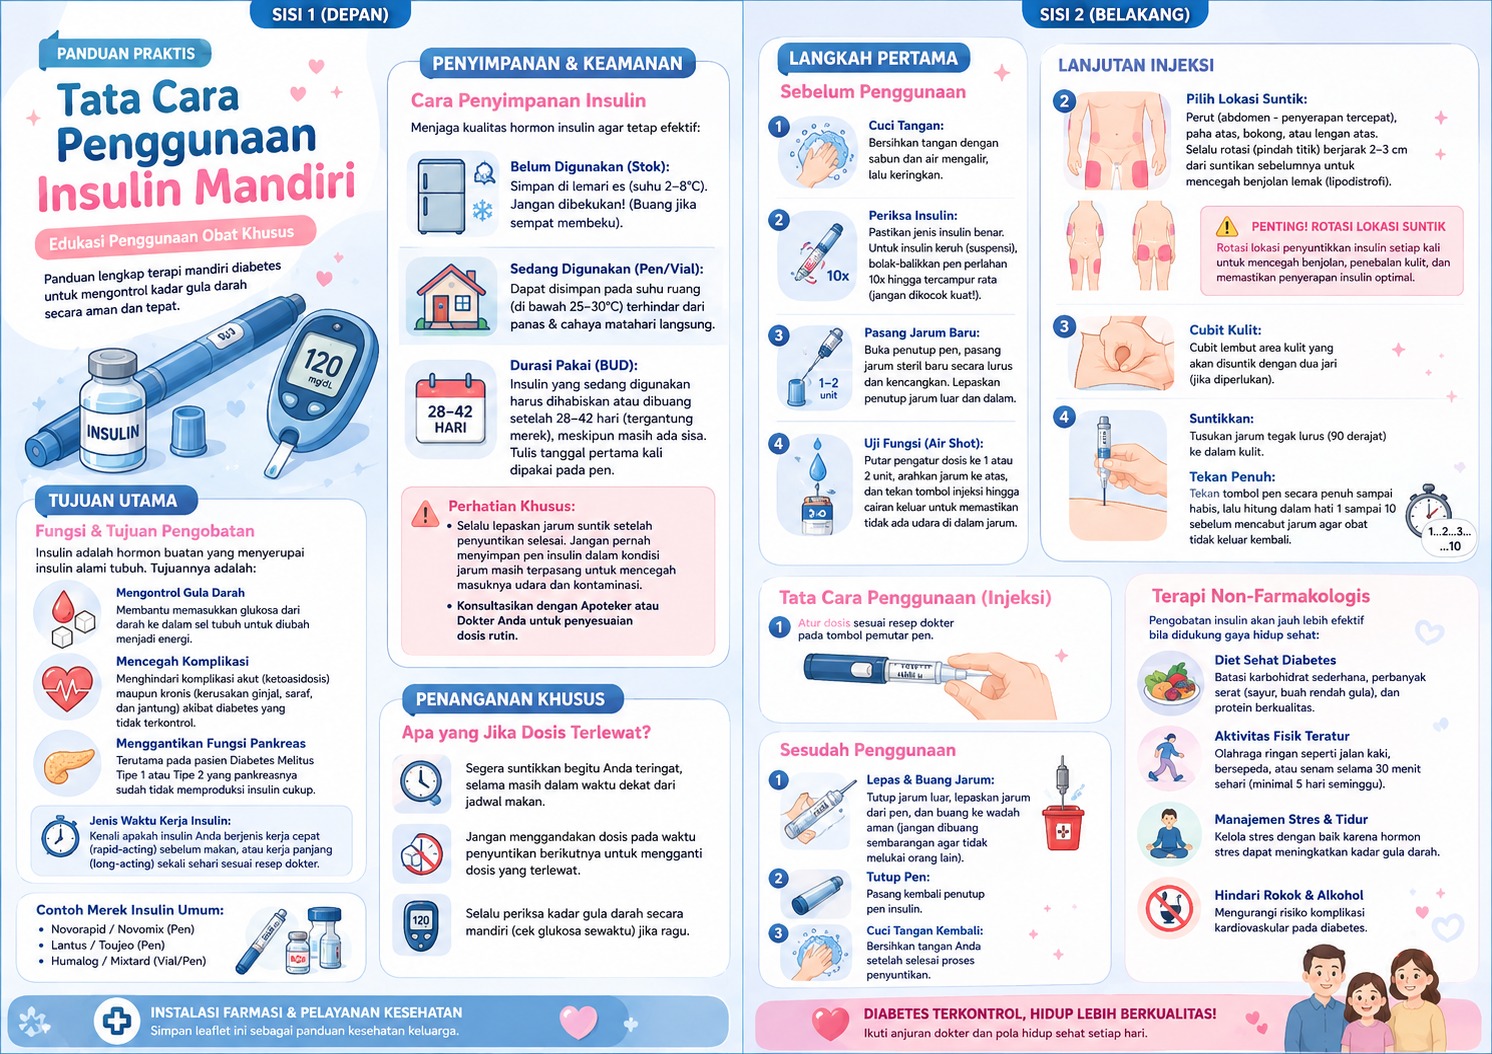 SISI 1 (DEPAN)
PANDUAN PRAKTIS
Tata Cara
Penggunaan
Insulin Mandiri
Edukasi Penggunaan Obat Khusus
Panduan lengkap terapi mandiri diabetes
untuk mengontrol kadar gula darah
secara aman dan tepat.
120
mg/dL
INSULIN
TUJUAN UTAMA
Fungsi & Tujuan Pengobatan
Insulin adalah hormon buatan yang menyerupai
insulin alami tubuh. Tujuannya adalah:
Mengontrol Gula Darah
Membantu memasukkan glukosa dari
darah ke dalam sel tubuh untuk diubah
menjadi energi.
Mencegah Komplikasi
Menghindari komplikasi akut (ketoasidosis)
maupun kronis (kerusakan ginjal, saraf,
dan jantung) akibat diabetes yang
tidak terkontrol.
Menggantikan Fungsi Pankreas
Terutama pada pasien Diabetes Melitus
Tipe 1 atau Tipe 2 yang pankreasnya
sudah tidak memproduksi insulin cukup.
Jenis Waktu Kerja Insulin:
Kenali apakah insulin Anda berjenis kerja cepat
(rapid-acting) sebelum makan, atau kerja panjang
(long-acting) sekali sehari sesuai resep dokter.
Contoh Merek Insulin Umum:
• Novorapid / Novomix (Pen)
• Lantus / Toujeo (Pen)
• Humalog / Mixtard (Vial/Pen)
PENYIMPANAN & KEAMANAN
Cara Penyimpanan Insulin
Menjaga kualitas hormon insulin agar tetap efektif:
Belum Digunakan (Stok):
Simpan di lemari es (suhu 2–8°C).
Jangan dibekukan! (Buang jika
sempat membeku).
Sedang Digunakan (Pen/Vial):
Dapat disimpan pada suhu ruang
(di bawah 25–30°C) terhindar dari
panas & cahaya matahari langsung.
28–42
HARI
Durasi Pakai (BUD):
Insulin yang sedang digunakan
harus dihabiskan atau dibuang
setelah 28–42 hari (tergantung
merek), meskipun masih ada sisa.
Tulis tanggal pertama kali
dipakai pada pen.
Perhatian Khusus:
• Selalu lepaskan jarum suntik setelah
penyuntikan selesai. Jangan pernah
menyimpan pen insulin dalam kondisi
jarum masih terpasang untuk mencegah
masuknya udara dan kontaminasi.
• Konsultasikan dengan Apoteker atau
Dokter Anda untuk penyesuaian
dosis rutin.
PENANGANAN KHUSUS
Apa yang Jika Dosis Terlewat?
Segera suntikkan begitu Anda teringat,
selama masih dalam waktu dekat dari
jadwal makan.
Jangan menggandakan dosis pada waktu
penyuntikan berikutnya untuk mengganti
dosis yang terlewat.
120
Selalu periksa kadar gula darah secara
mandiri (cek glukosa sewaktu) jika ragu.
INSTALASI FARMASI & PELAYANAN KESEHATAN
Simpan leaflet ini sebagai panduan kesehatan keluarga.
SISI 2 (BELAKANG)
LANGKAH PERTAMA
Sebelum Penggunaan
1
Cuci Tangan:
Bersihkan tangan dengan
sabun dan air mengalir,
lalu keringkan.
2
10x
Periksa Insulin:
Pastikan jenis insulin benar.
Untuk insulin keruh (suspensi),
bolak-balikkan pen perlahan
10x hingga tercampur rata
(jangan dikocok kuat!).
3
1–2
unit
Pasang Jarum Baru:
Buka penutup pen, pasang
jarum steril baru secara lurus
dan kencangkan. Lepaskan
penutup jarum luar dan dalam.
4
Uji Fungsi (Air Shot):
Putar pengatur dosis ke 1 atau
2 unit, arahkan jarum ke atas,
dan tekan tombol injeksi hingga
cairan keluar untuk memastikan
tidak ada udara di dalam jarum.
Tata Cara Penggunaan (Injeksi)
1
Atur dosis sesuai resep dokter
pada tombol pemutar pen.
LANJUTAN INJEKSI
2
Pilih Lokasi Suntik:
Perut (abdomen - penyerapan tercepat),
paha atas, bokong, atau lengan atas.
Selalu rotasi (pindah titik) berjarak 2–3 cm
dari suntikan sebelumnya untuk
mencegah benjolan lemak (lipodistrofi).
PENTING! ROTASI LOKASI SUNTIK
Rotasi lokasi penyuntikkan insulin setiap kali
untuk mencegah benjolan, penebalan kulit, dan
memastikan penyerapan insulin optimal.
3
Cubit Kulit:
Cubit lembut area kulit yang
akan disuntik dengan dua jari
(jika diperlukan).
4
Suntikkan:
Tusukan jarum tegak lurus (90 derajat)
ke dalam kulit.
Tekan Penuh:
Tekan tombol pen secara penuh sampai
habis, lalu hitung dalam hati 1 sampai 10
sebelum mencabut jarum agar obat
tidak keluar kembali.
1...2...3...
...10
Sesudah Penggunaan
1
Lepas & Buang Jarum:
Tutup jarum luar, lepaskan jarum
dari pen, dan buang ke wadah
aman (jangan dibuang
sembarangan agar tidak
melukai orang lain).
2
Tutup Pen:
Pasang kembali penutup
pen insulin.
3
Cuci Tangan Kembali:
Bersihkan tangan Anda
setelah selesai proses
penyuntikan.
Terapi Non-Farmakologis
Pengobatan insulin akan jauh lebih efektif
bila didukung gaya hidup sehat:
Diet Sehat Diabetes
Batasi karbohidrat sederhana, perbanyak
serat (sayur, buah rendah gula), dan
protein berkualitas.
Aktivitas Fisik Teratur
Olahraga ringan seperti jalan kaki,
bersepeda, atau senam selama 30 menit
sehari (minimal 5 hari seminggu).
Manajemen Stres & Tidur
Kelola stres dengan baik karena hormon
stres dapat meningkatkan kadar gula darah.
Hindari Rokok & Alkohol
Mengurangi risiko komplikasi
kardiovaskular pada diabetes.
DIABETES TERKONTROL, HIDUP LEBIH BERKUALITAS!
Ikuti anjuran dokter dan pola hidup sehat setiap hari.